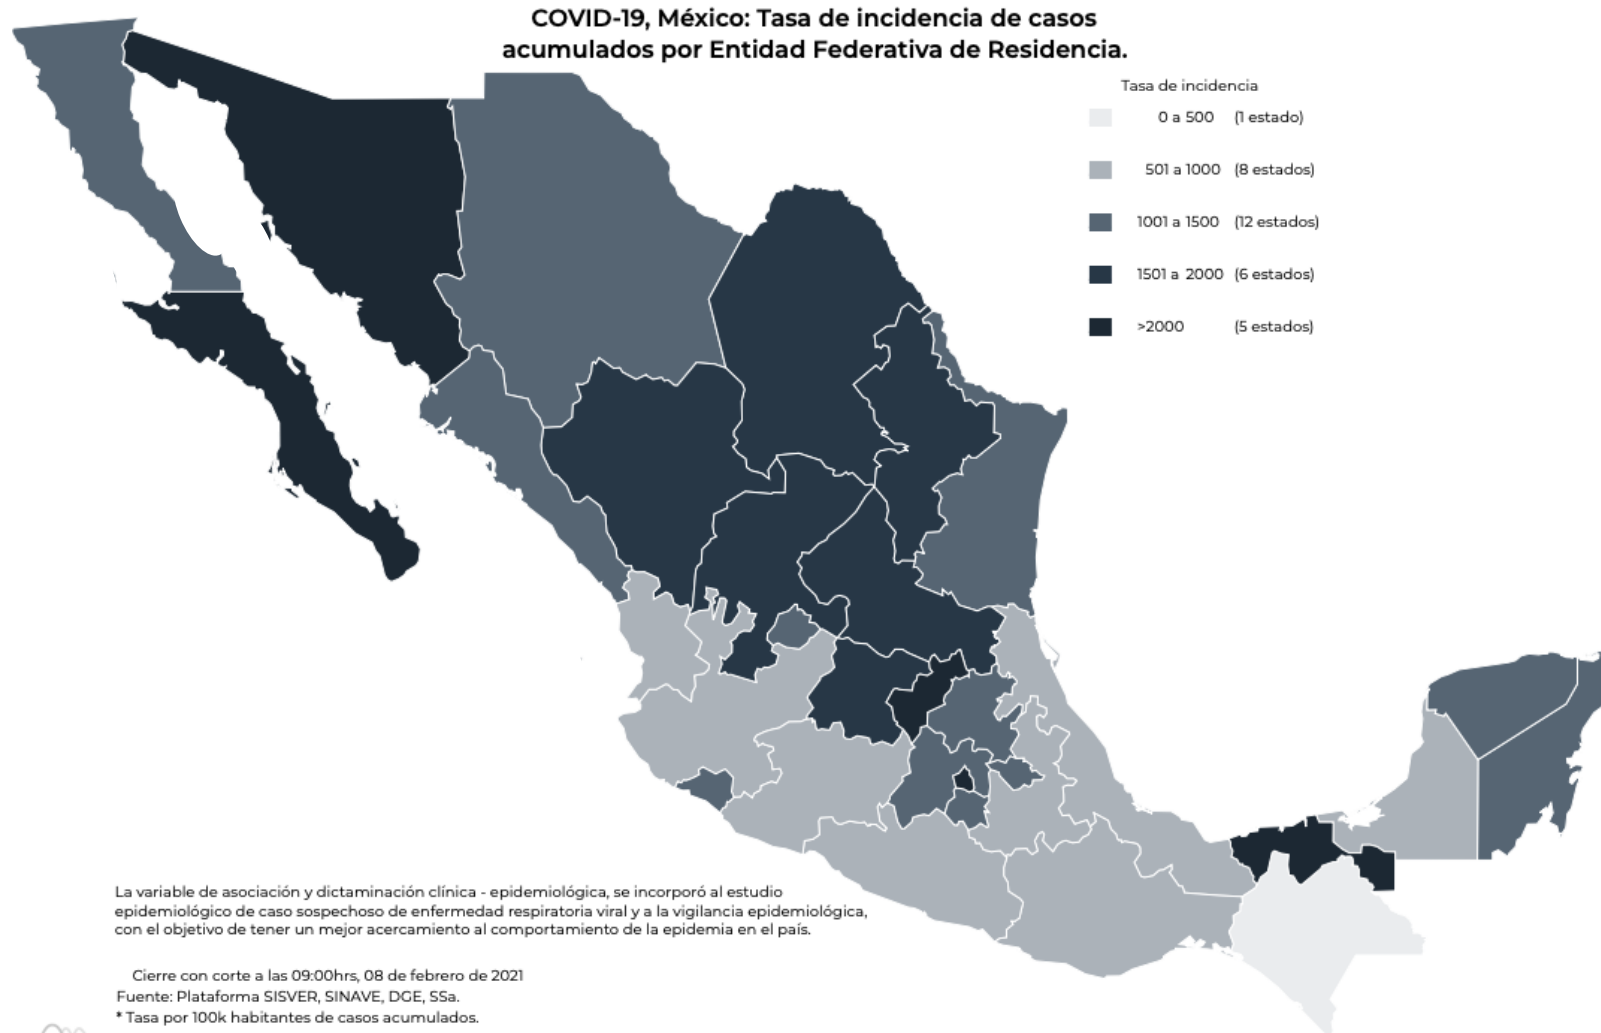 COVID-19, México: Tasa de incidencia de casos
acumulados por Entidad Federativa de Residencia.
Tasa de incidencia
0 a 500 (1 estado)
501 a 1000 (8 estados)
1001 a 1500 (12 estados)
1501 a 2000 (6 estados)
>2000 (5 estados)
La variable de asociación y dictaminación clínica - epidemiológica, se incorporó al estudio
epidemiológico de caso sospechoso de enfermedad respiratoria viral y a la vigilancia epidemiológica,
con el objetivo de tener un mejor acercamiento al comportamiento de la epidemia en el país.
Cierre con corte a las 09:00hrs, 08 de febrero de 2021
Fuente: Plataforma SISVER, SINAVE, DGE, SSa.
* Tasa por 100k habitantes de casos acumulados.